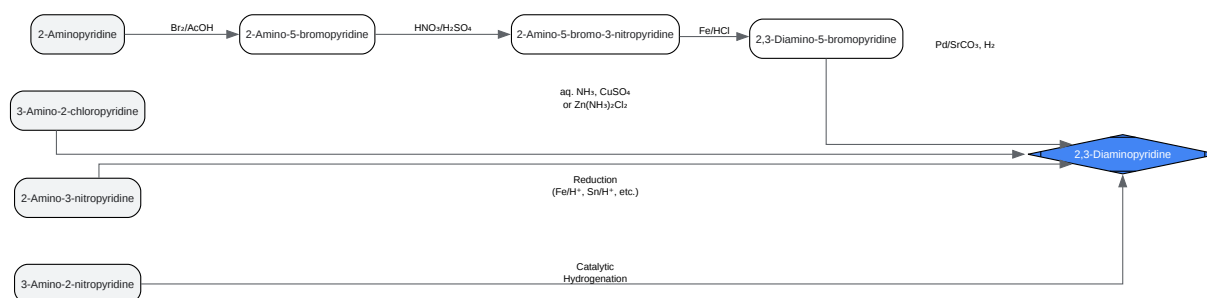 2-Aminopyridine
Br₂/AcOH
2-Amino-5-bromopyridine
HNO₃/H₂SO₄
2-Amino-5-bromo-3-nitropyridine
Fe/HCl
2,3-Diamino-5-bromopyridine
Pd/SrCO₃, H₂
3-Amino-2-chloropyridine
aq. NH₃, CuSO₄
or Zn(NH₃)₂Cl₂
2,3-Diaminopyridine
2-Amino-3-nitropyridine
Reduction
(Fe/H⁺, Sn/H⁺, etc.)
3-Amino-2-nitropyridine
Catalytic
Hydrogenation